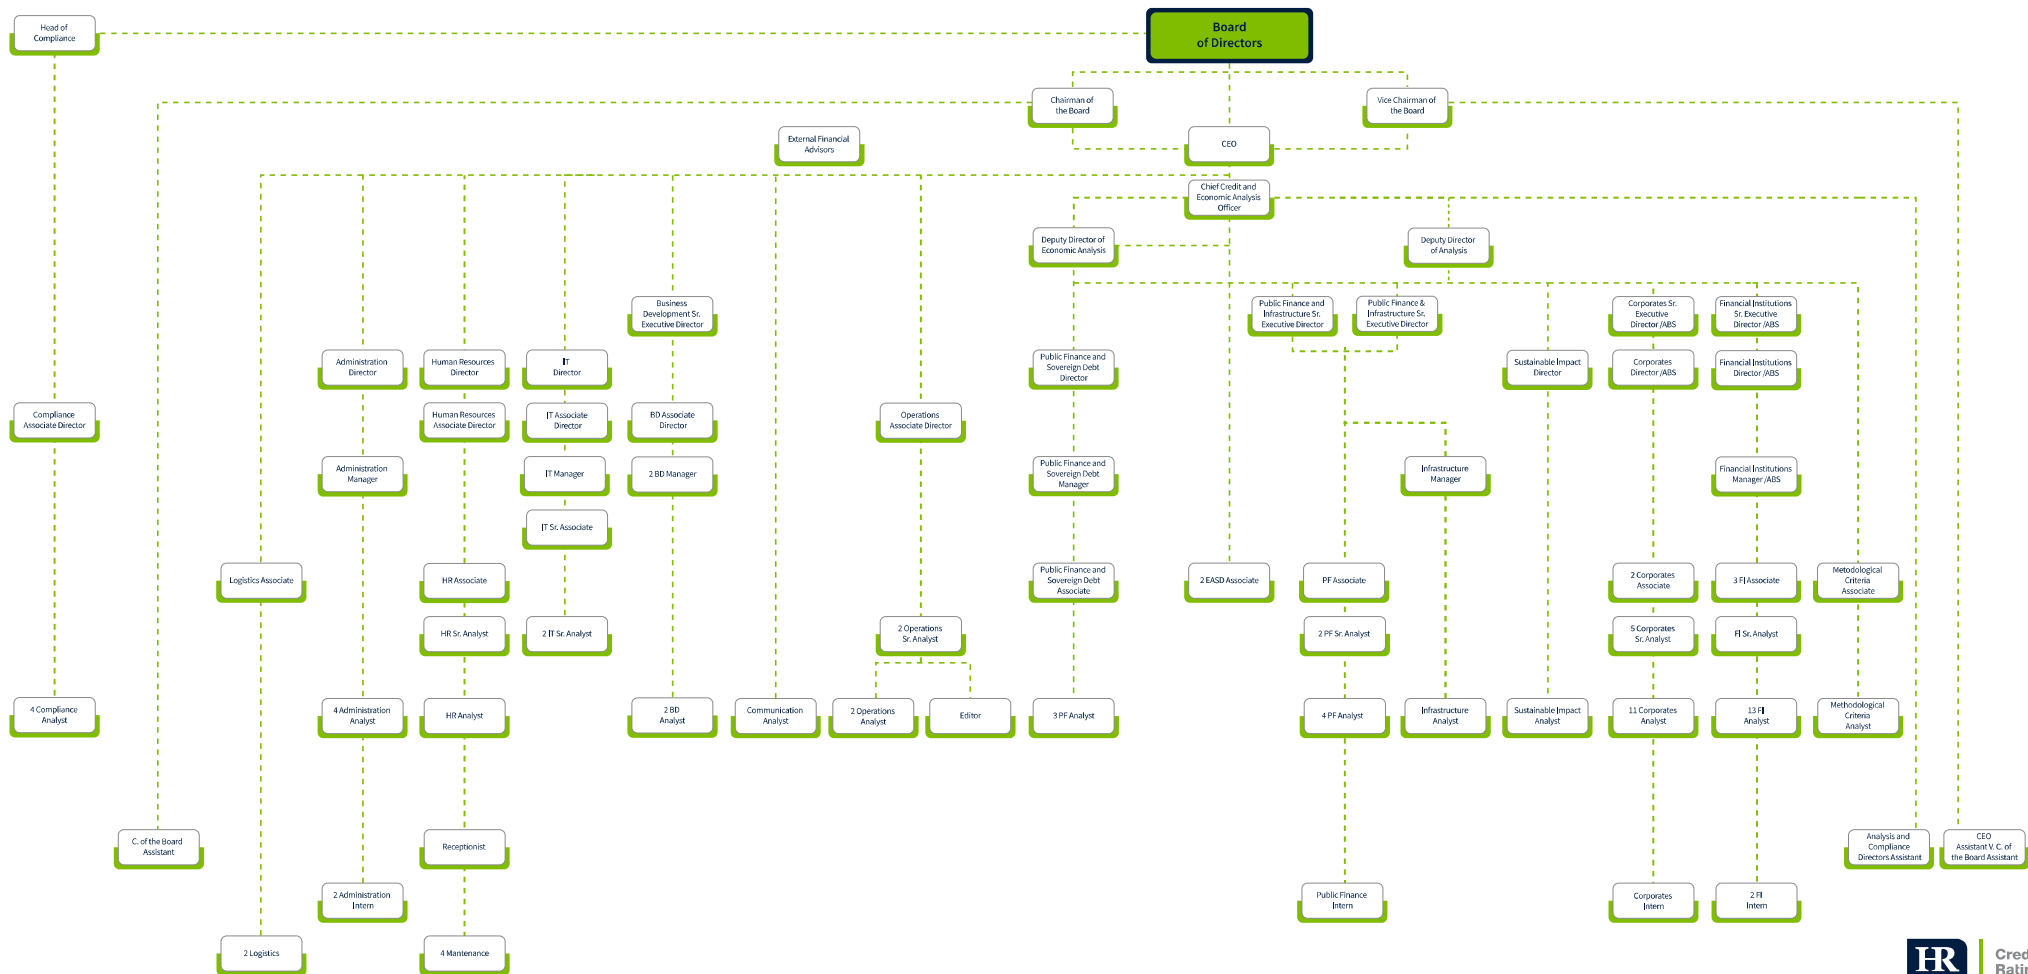 Head of
Compliance
Board
of Directors
Chairman of
the Board
Vice Chairman of
the Board
External Financial
Advisors
CEO
Chief Credit and
Economic Analysis
Officer
Deputy Director of
Economic Analysis
Deputy Director
of Analysis
Business
Development Sr.
Executive Director
Public Finance and
Infrastructure Sr.
Executive Director
Public Finance &
Infrastructure Sr.
Executive Director
Corporates Sr.
Executive
Director /ABS
Financial Institutions
Sr. Executive
Director /ABS
Administration
Director
Human Resources
Director
IT
Director
Public Finance and
Sovereign Debt
Director
Sustainable Impact
Director
Corporates
Director /ABS
Financial Institutions
Director /ABS
Compliance
Associate Director
Human Resources
Associate Director
IT Associate
Director
BD Associate
Director
Operations
Associate Director
Administration
Manager
IT Manager
2 BD Manager
Public Finance and
Sovereign Debt
Manager
Infrastructure
Manager
Financial Institutions
Manager /ABS
IT Sr. Associate
Logistics Associate
HR Associate
Public Finance and
Sovereign Debt
Associate
2 EASD Associate
PF Associate
2 Corporates
Associate
3 FI Associate
Metodological
Criteria
Associate
HR Sr. Analyst
2 IT Sr. Analyst
2 Operations
Sr. Analyst
2 PF Sr. Analyst
5 Corporates
Sr. Analyst
FI Sr. Analyst
4 Compliance
Analyst
4 Administration
Analyst
HR Analyst
2 BD
Analyst
Communication
Analyst
2 Operations
Analyst
Editor
3 PF Analyst
4 PF Analyst
Infrastructure
Analyst
Sustainable Impact
Analyst
11 Corporates
Analyst
13 FI
Analyst
Methodological
Criteria
Analyst
C. of the Board
Assistant
Receptionist
Analysis and
Compliance
Directors Assistant
CEO
Assistant V. C. of
the Board Assistant
2 Administration
Intern
Public Finance
Intern
Corporates
Intern
2 FI
Intern
2 Logistics
4 Mantenance
HR
Cred
Ratin